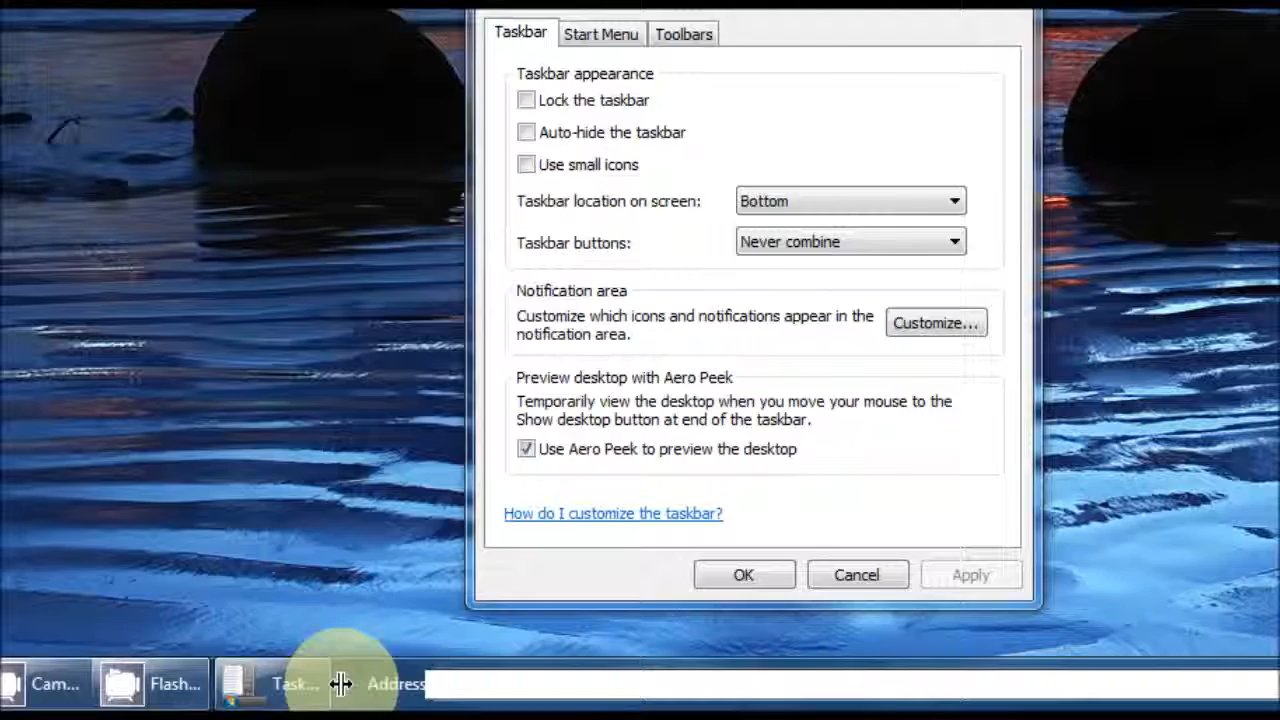 Taskbar
Start Menu
Toolbars
Taskbar appearance
Lock the taskbar
Auto-hide the taskbar
Use small icons
Taskbar location on screen:
Bottom
Taskbar buttons:
Never combine
Notification area
Customize which icons and notifications appear in the
notification area.
Customize...
Preview desktop with Aero Peek
Temporarily view the desktop when you move your mouse to the
Show desktop button at end of the taskbar.
Use Aero Peek to preview the desktop
How do I customize the taskbar?
OK
Cancel
Apply
Cam...
Flash...
Task...
Address